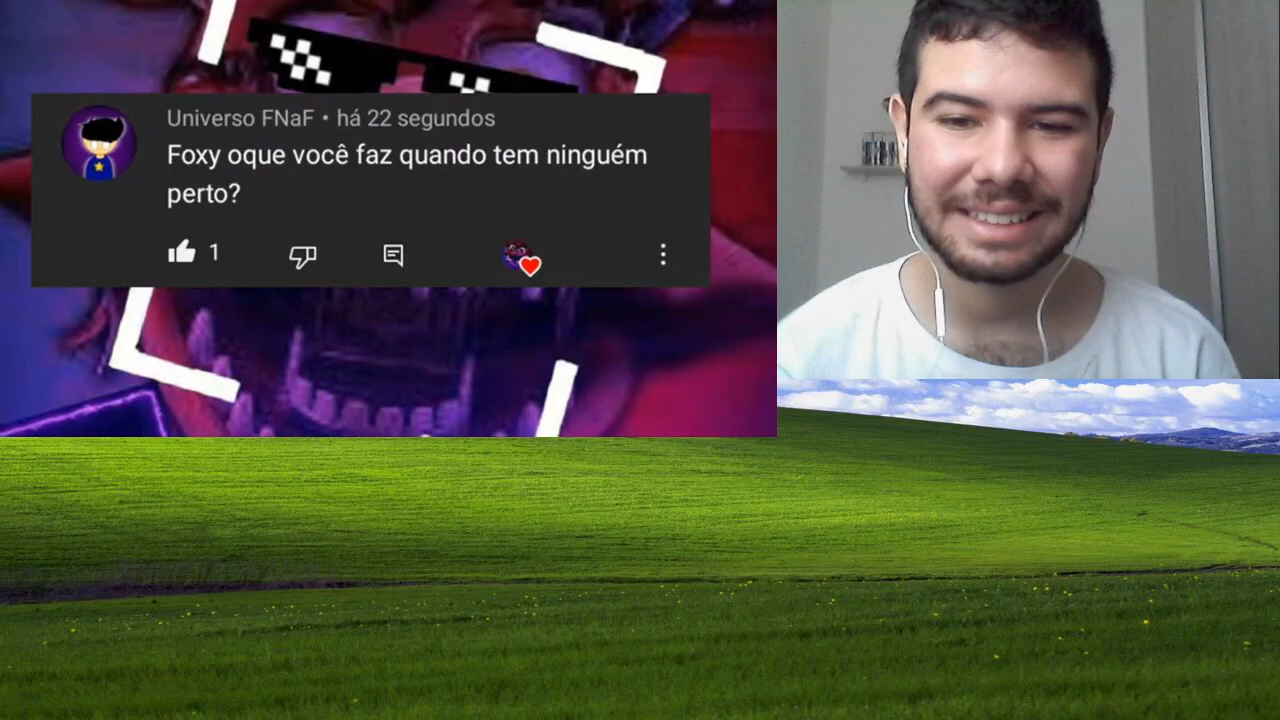 Universo FNaF • há 22 segundos
Foxy oque você faz quando tem ninguém
perto?
1